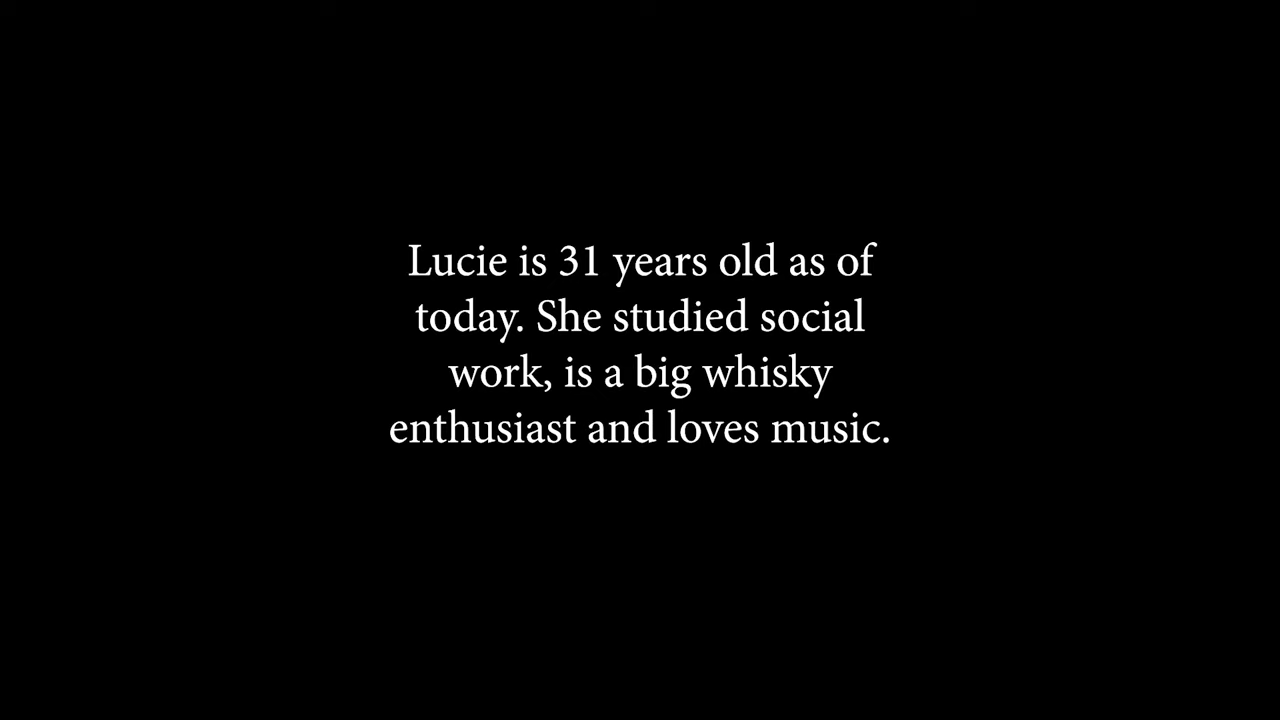 Lucie is 31 years old as of
today. She studied social
work, is a big whisky
enthusiast and loves music.